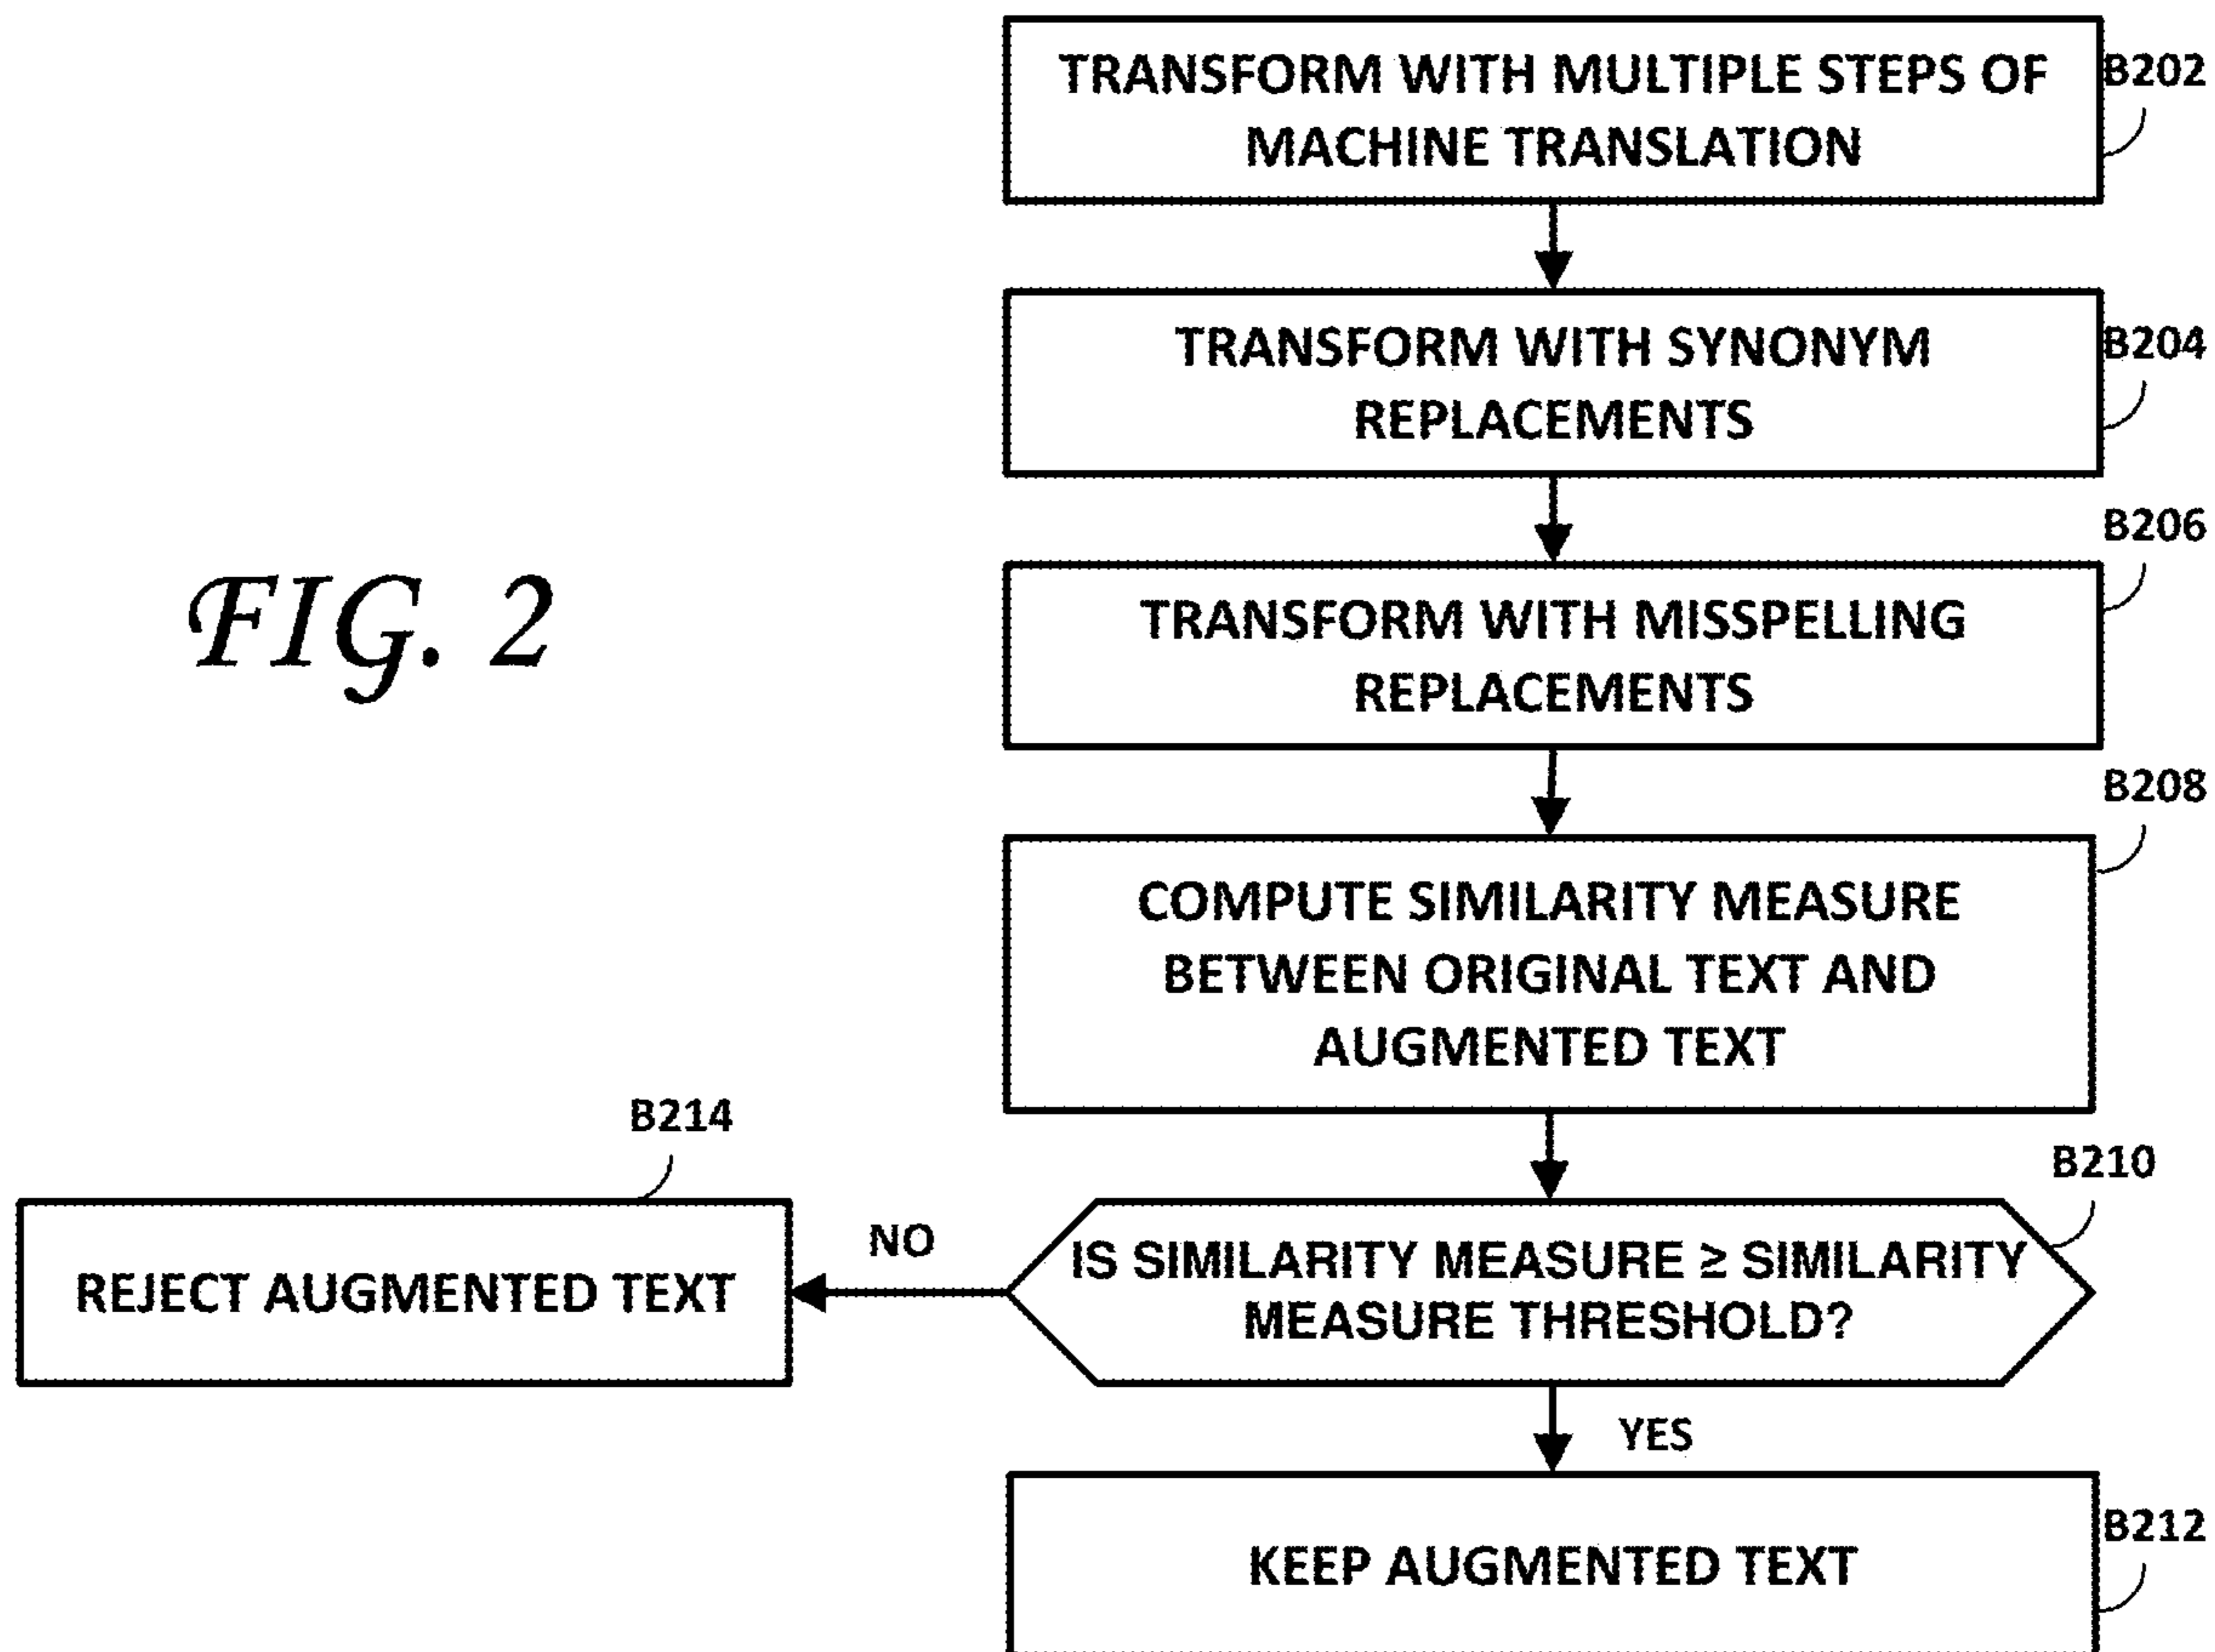 TRANSFORM WITH MULTIPLE STEPS OF
MACHINE TRANSLATION
B202
TRANSFORM WITH SYNONYM
REPLACEMENTS
B204
B206
TRANSFORM WITH MISSPELLING
REPLACEMENTS
FIG. 2
B208
COMPUTE SIMILARITY MEASURE
BETWEEN ORIGINAL TEXT AND
AUGMENTED TEXT
B214
B210
REJECT AUGMENTED TEXT
NO
IS SIMILARITY MEASURE ≥ SIMILARITY
MEASURE THRESHOLD?
YES
KEEP AUGMENTED TEXT
B212